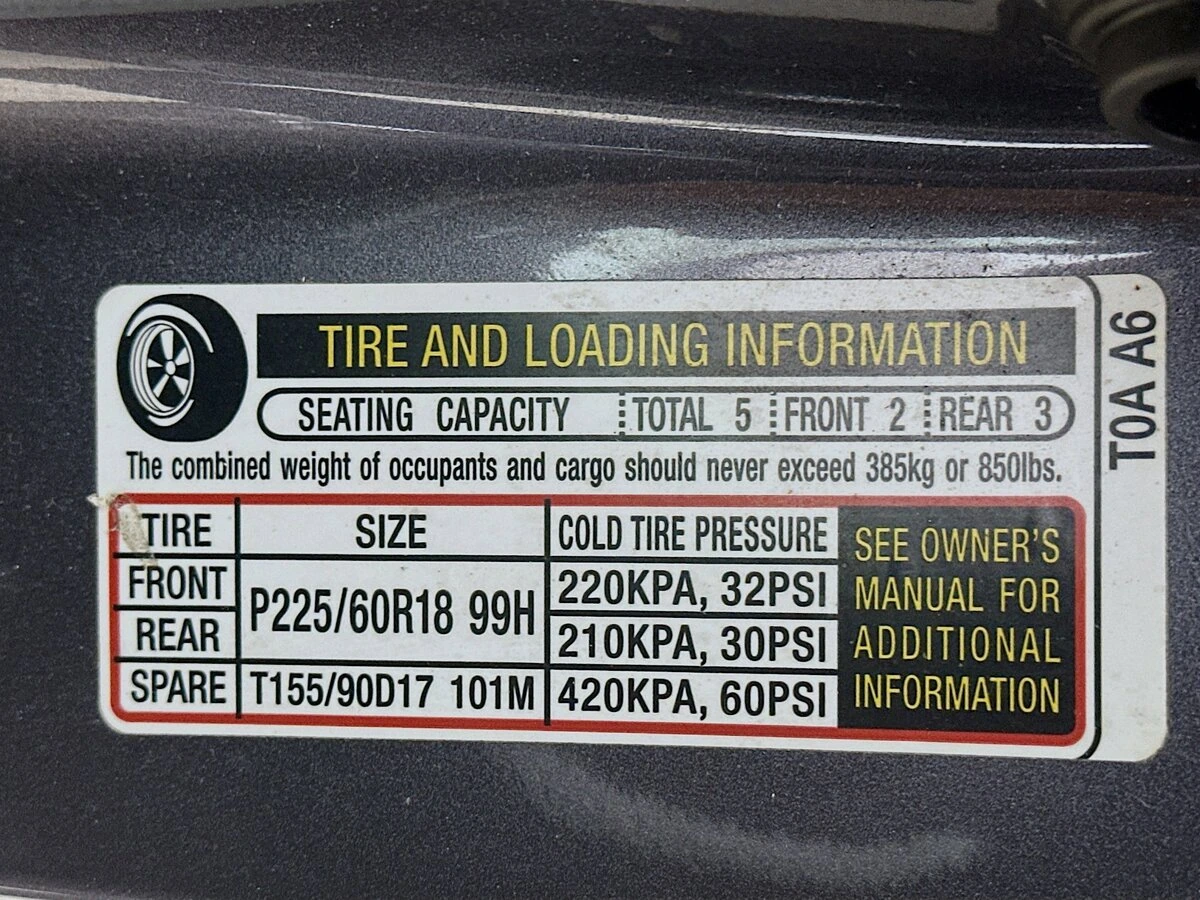 TIRE AND LOADING INFORMATION
SEATING CAPACITY TOTAL 5 FRONT 2 REAR 3
The combined weight of occupants and cargo should never exceed 385kg or 850lbs.
TIRE SIZE COLD TIRE PRESSURE
FRONT P225/60R18 99H 220KPA, 32PSI
REAR 210KPA, 30PSI
SPARE T155/90D17 101M 420KPA, 60PSI
SEE OWNER'S
MANUAL FOR
ADDITIONAL
INFORMATION
T0A A6